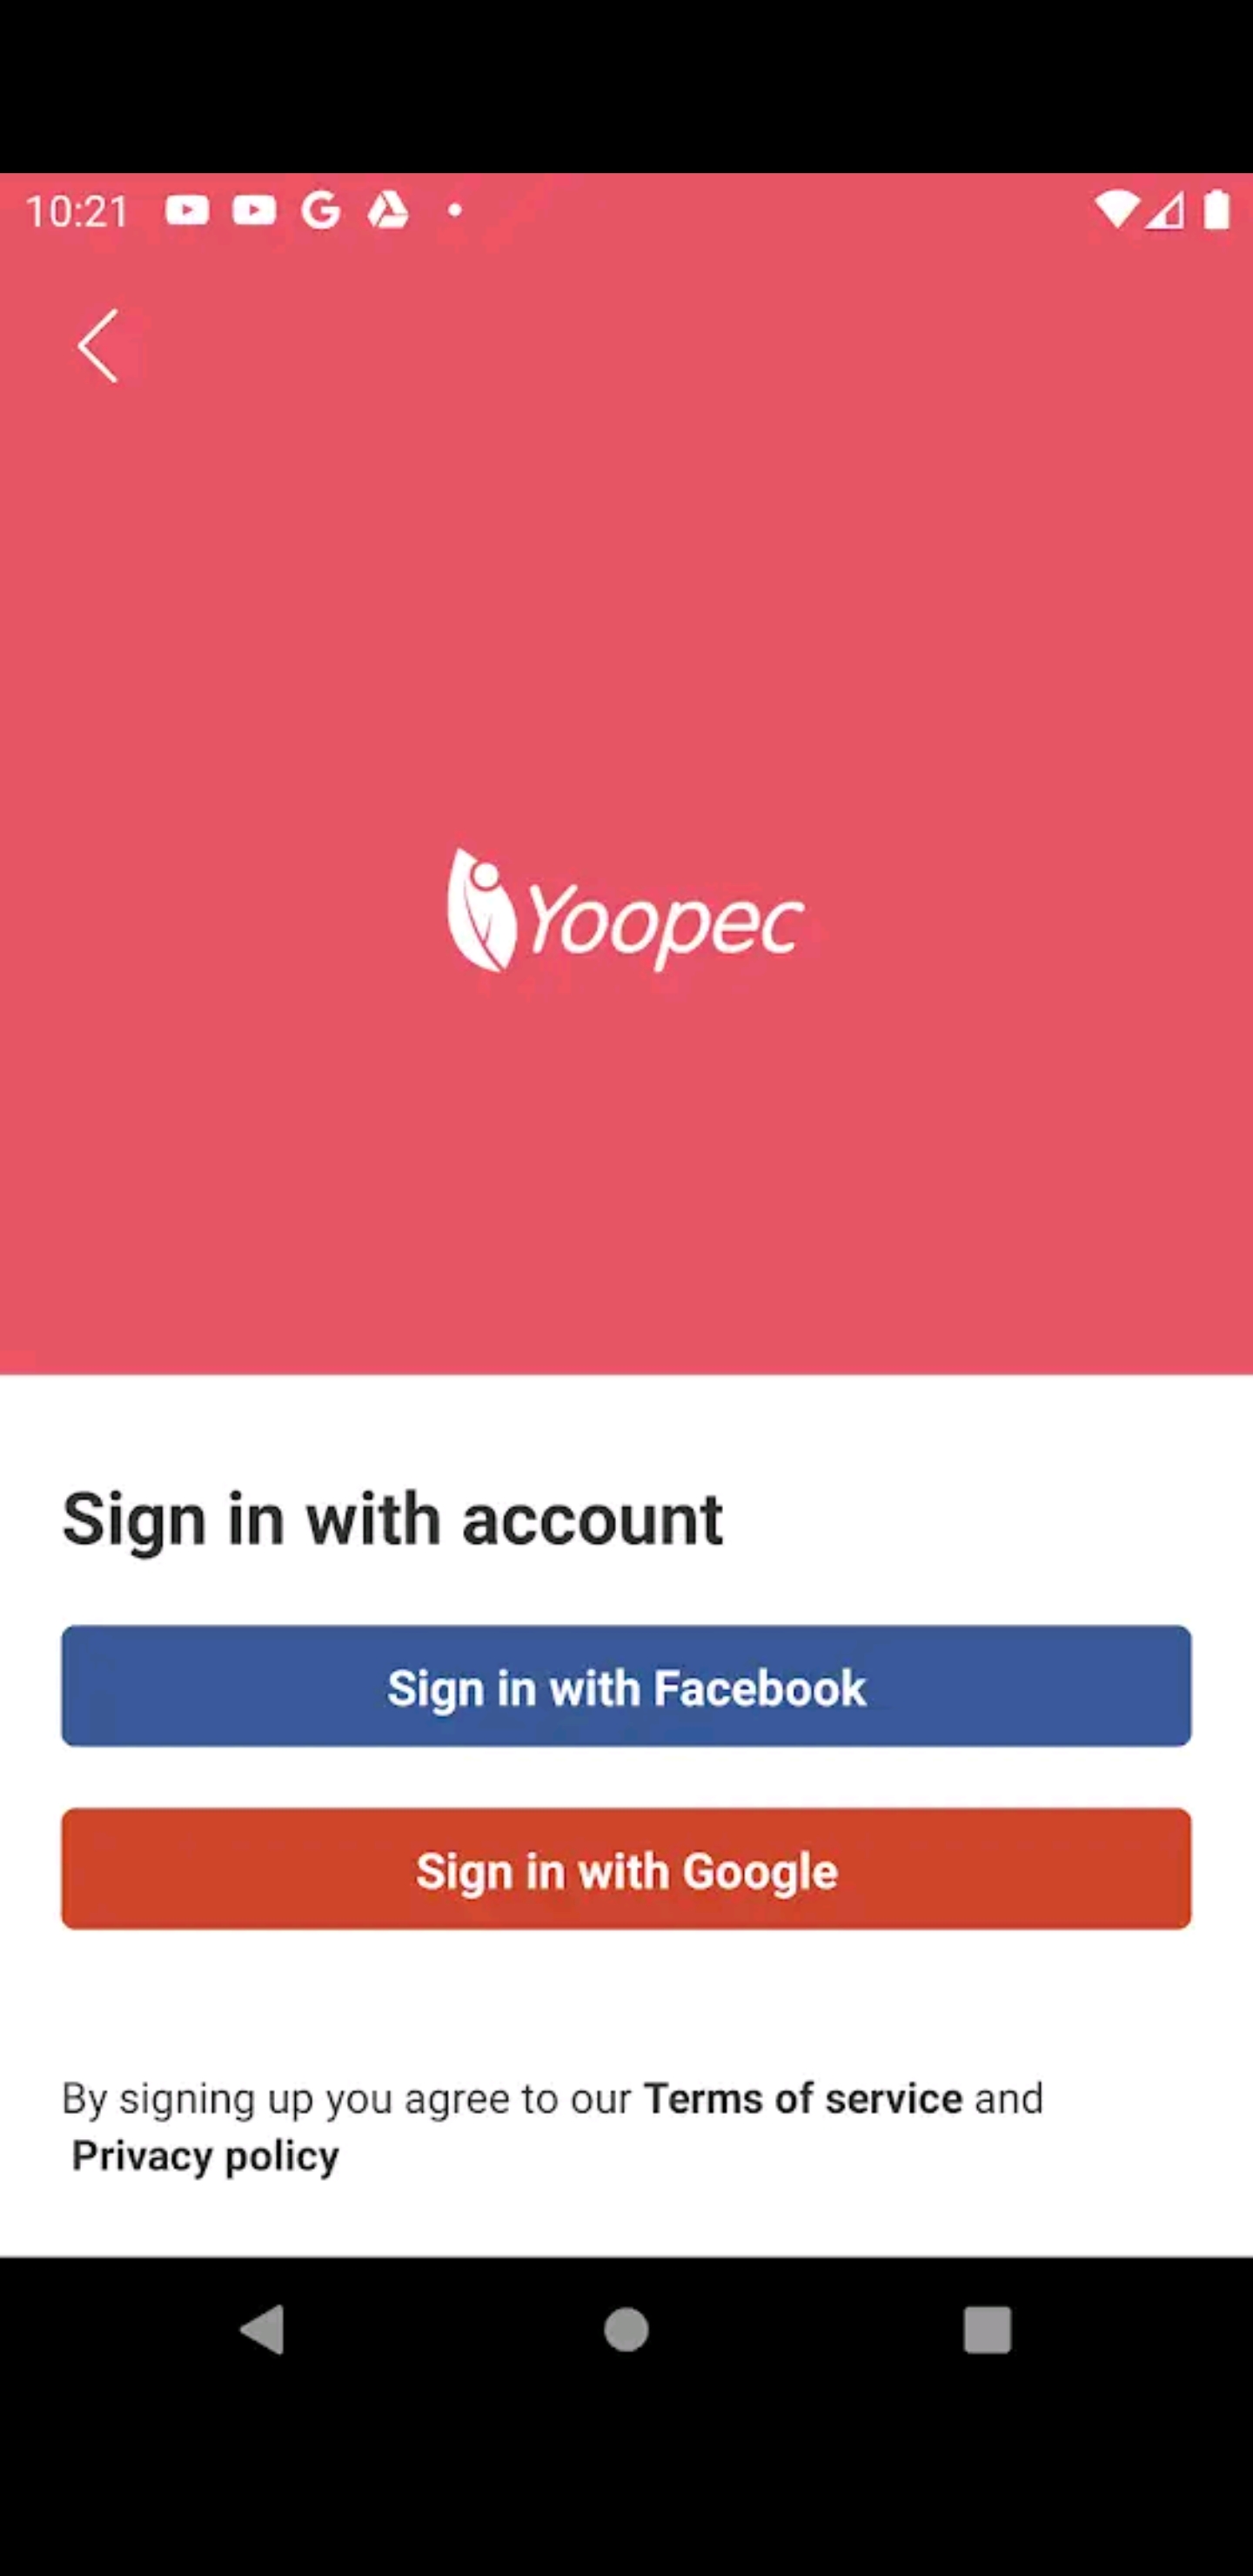 10:21
Yoopec
Sign in with account
Sign in with Facebook
Sign in with Google
By signing up you agree to our Terms of service and
Privacy policy